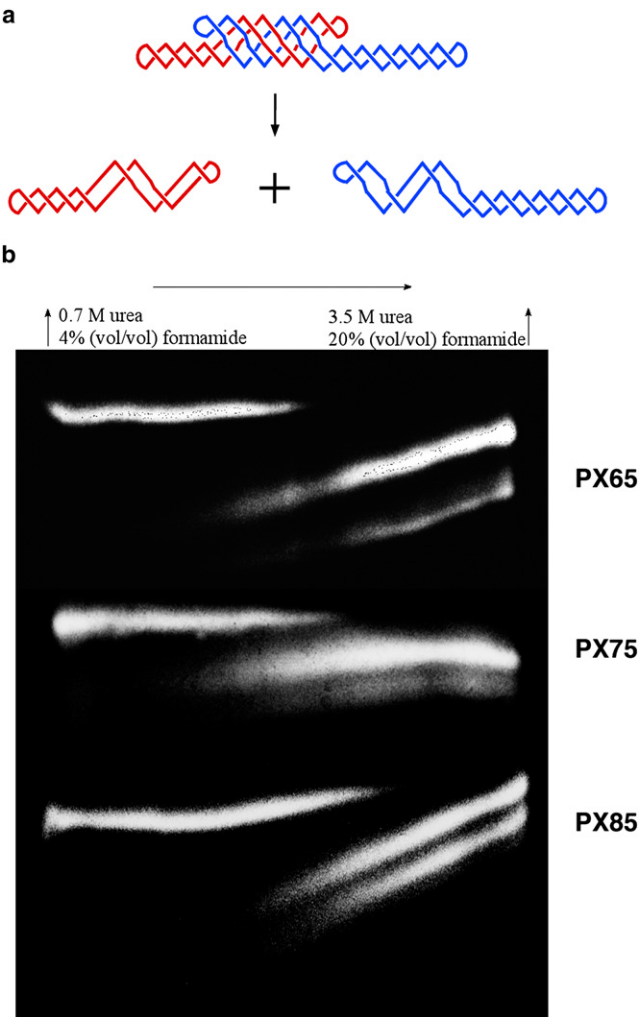 a
+
b
0.7 M urea
4% (vol/vol) formamide
3.5 M urea
20% (vol/vol) formamide
PX65
PX75
PX85